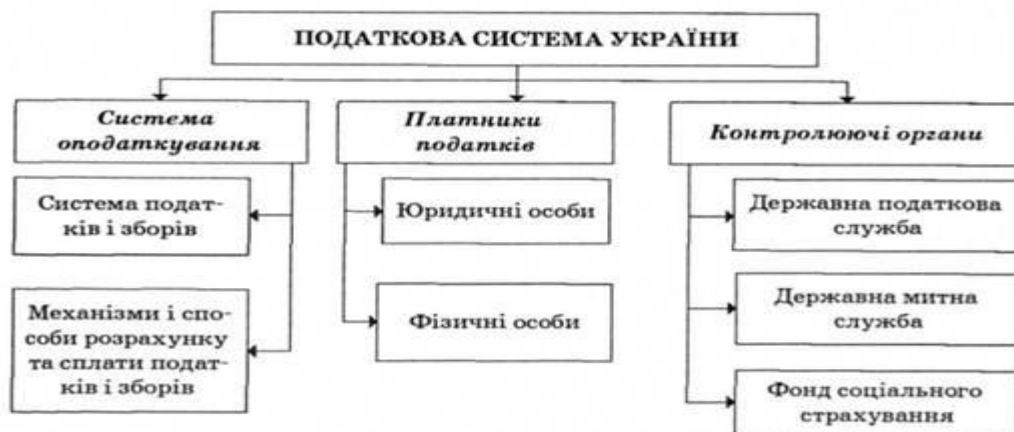 ПОДАТКОВА СИСТЕМА УКРАЇНИ
Система
оподаткування
Система подат-
ків і зборів
Механізми і спо-
соби розрахунку
та сплати подат-
ків і зборів
Платники
податків
Юридичні особи
Фізичні особи
Контролюючі органи
Державна податкова
служба
Державна митна
служба
Фонд соціального
страхування